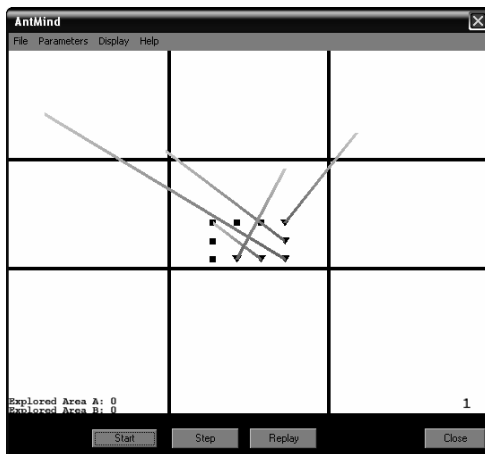 AntMind
File Parameters Display Help
Explored Area A: 0
Explored Area B: 0
1
Start Step Replay Close